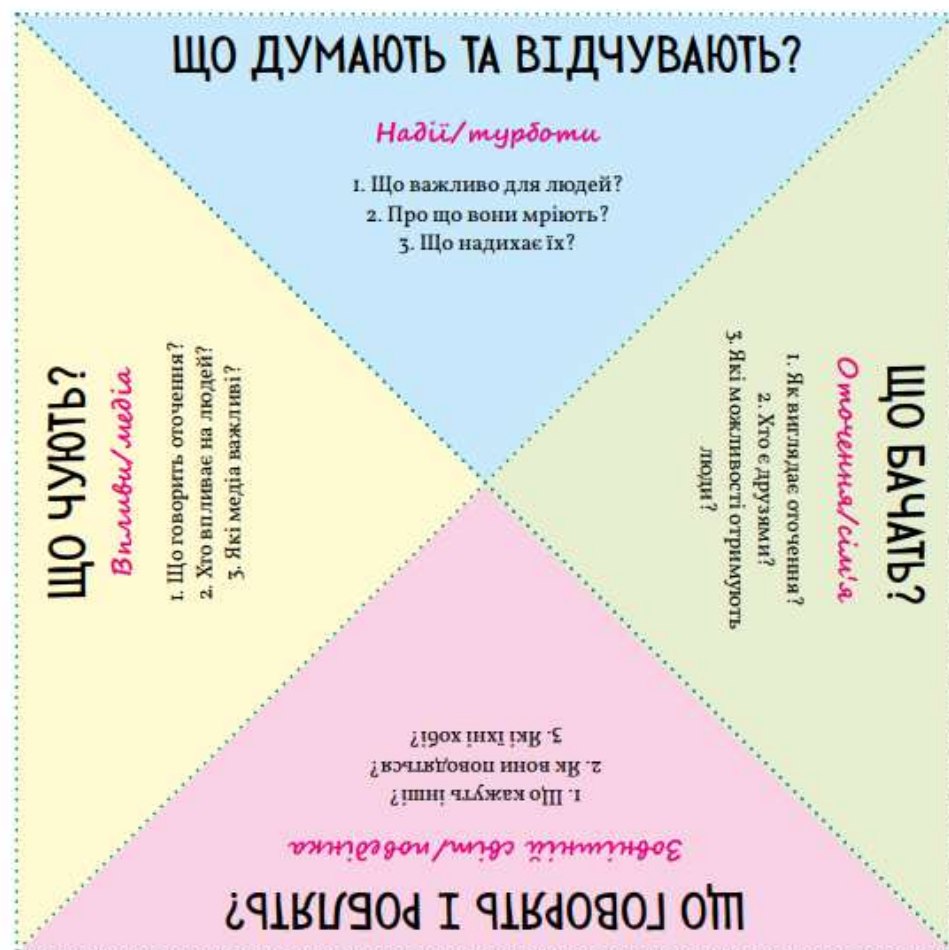 ЩО ДУМАЮТЬ ТА ВІДЧУВАЮТЬ?
Надії/турботи
1. Що важливо для людей?
2. Про що вони мріють?
3. Що надихає їх?
ЩО ЧУЮТЬ?
Впливи/медіа
1. Що говорить оточення?
2. Хто впливає на людей?
3. Які медіа важливі?
ЩО БАЧАТЬ?
Оточення/сім'я
1. Як виглядає оточення?
2. Хто є друзями?
3. Які можливості отримують
люди?
ЩО ГОВОРЯТЬ І РОБЛЯТЬ?
Зовнішній світ/поведінка
1. Що кажуть інші?
2. Як вони поводяться?
3. Які їхні хобі?